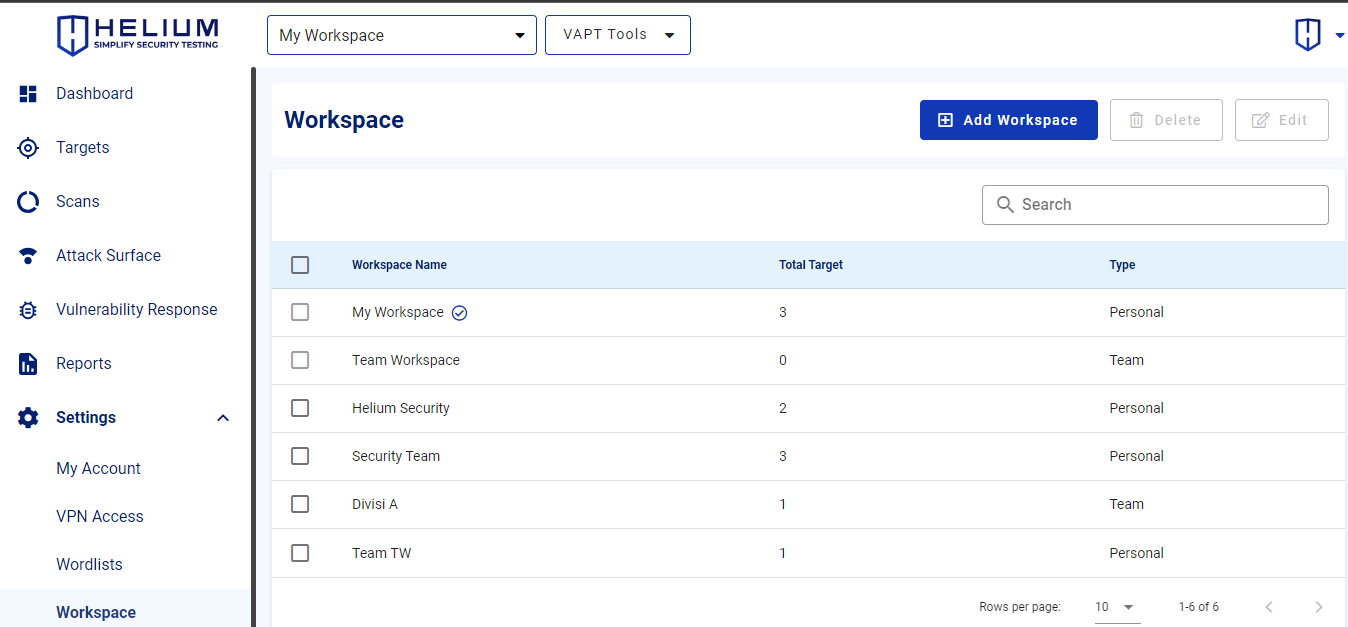 HELIUM
SIMPLIFY SECURITY TESTING
My Workspace
VAPT Tools
Dashboard
Targets
Scans
Attack Surface
Vulnerability Response
Reports
Settings
My Account
VPN Access
Wordlists
Workspace
Workspace
Add Workspace
Delete
Edit
Search
Workspace Name Total Target Type
My Workspace 3 Personal
Team Workspace 0 Team
Helium Security 2 Personal
Security Team 3 Personal
Divisi A 1 Team
Team TW 1 Personal
Rows per page: 10 1-6 of 6